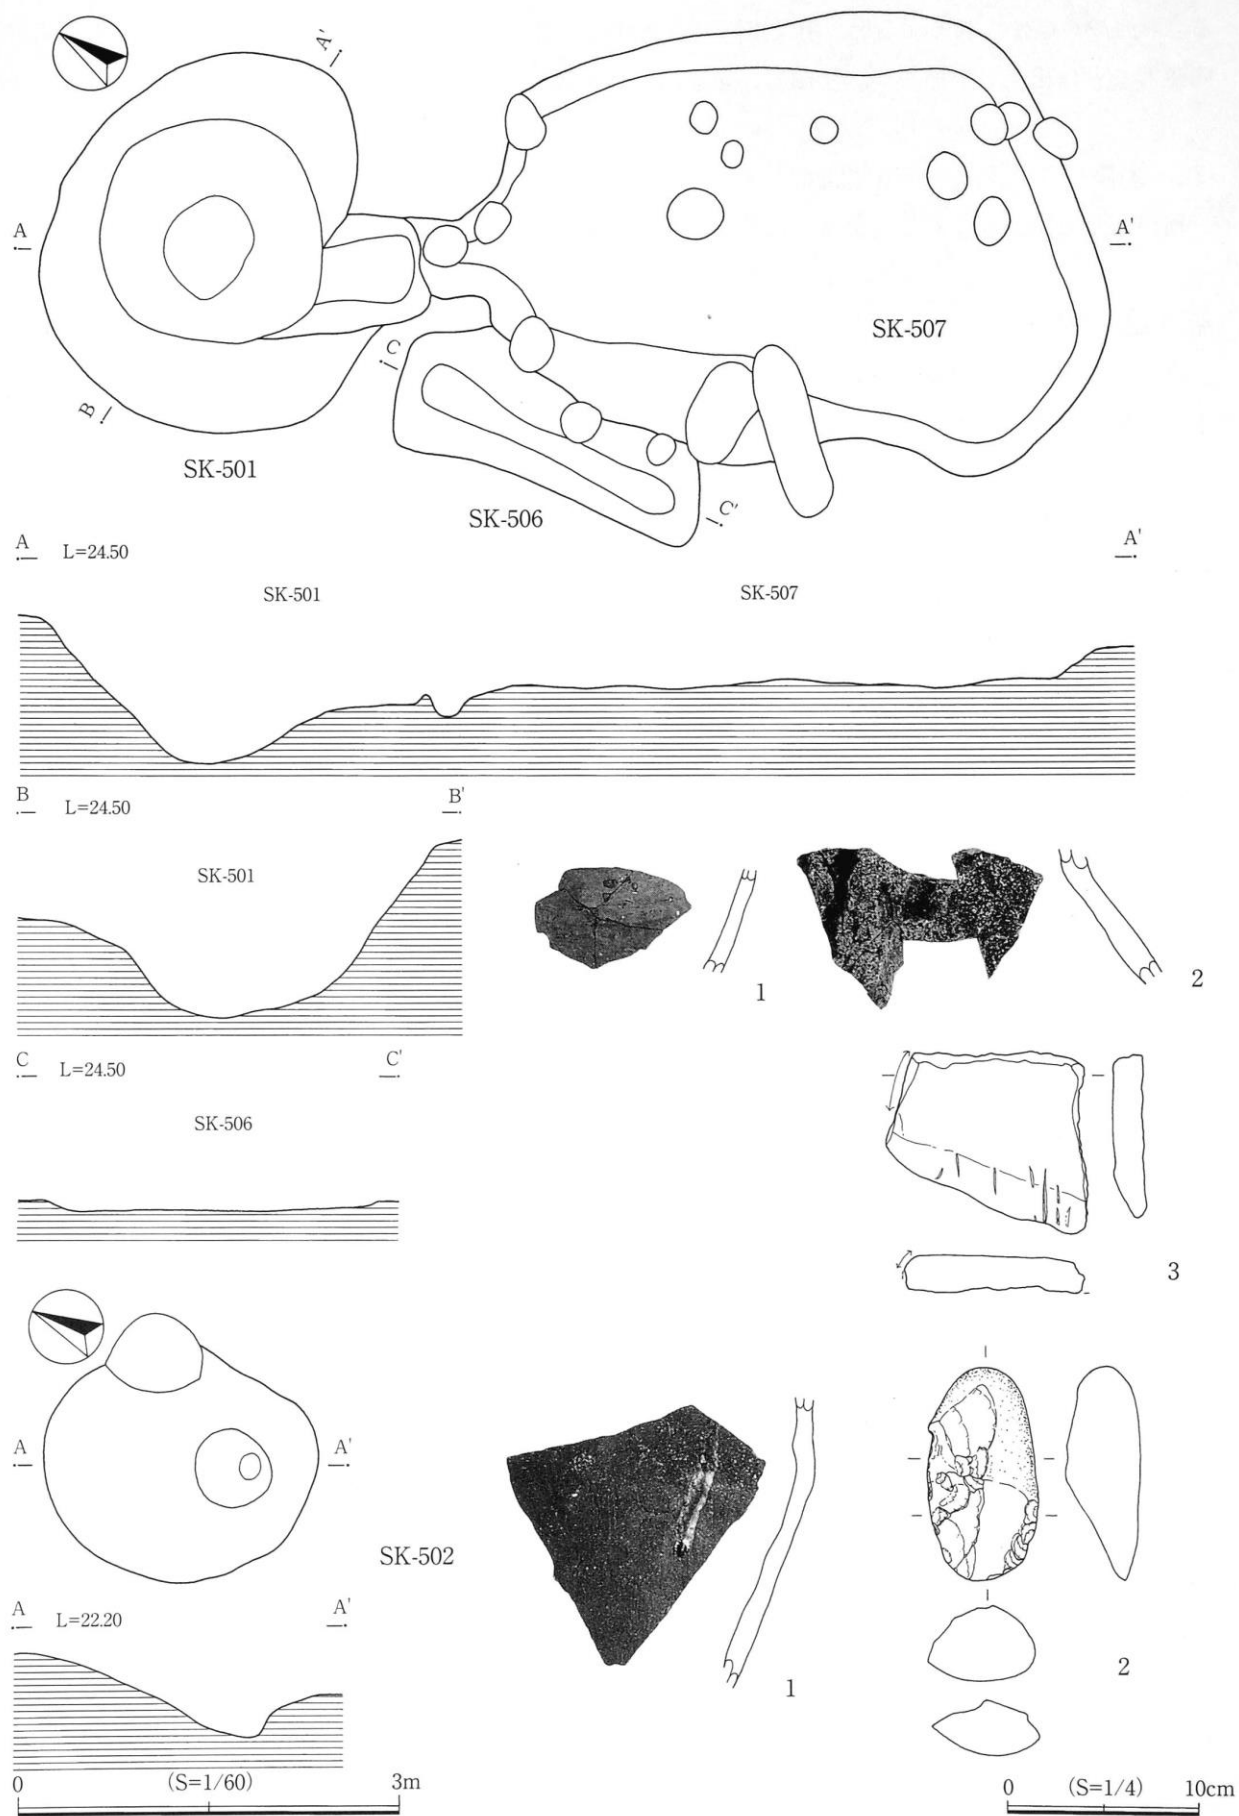 A'
A
A'
SK-507
C
B
SK-501
SK-506
C'
A L=24.50 A'
SK-501 SK-507
B L=24.50 B'
SK-501
1
2
C L=24.50 C'
SK-506
3
A A'
SK-502
A L=22.20 A'
1
2
0 (S=1/60) 3m
0 (S=1/4) 10cm